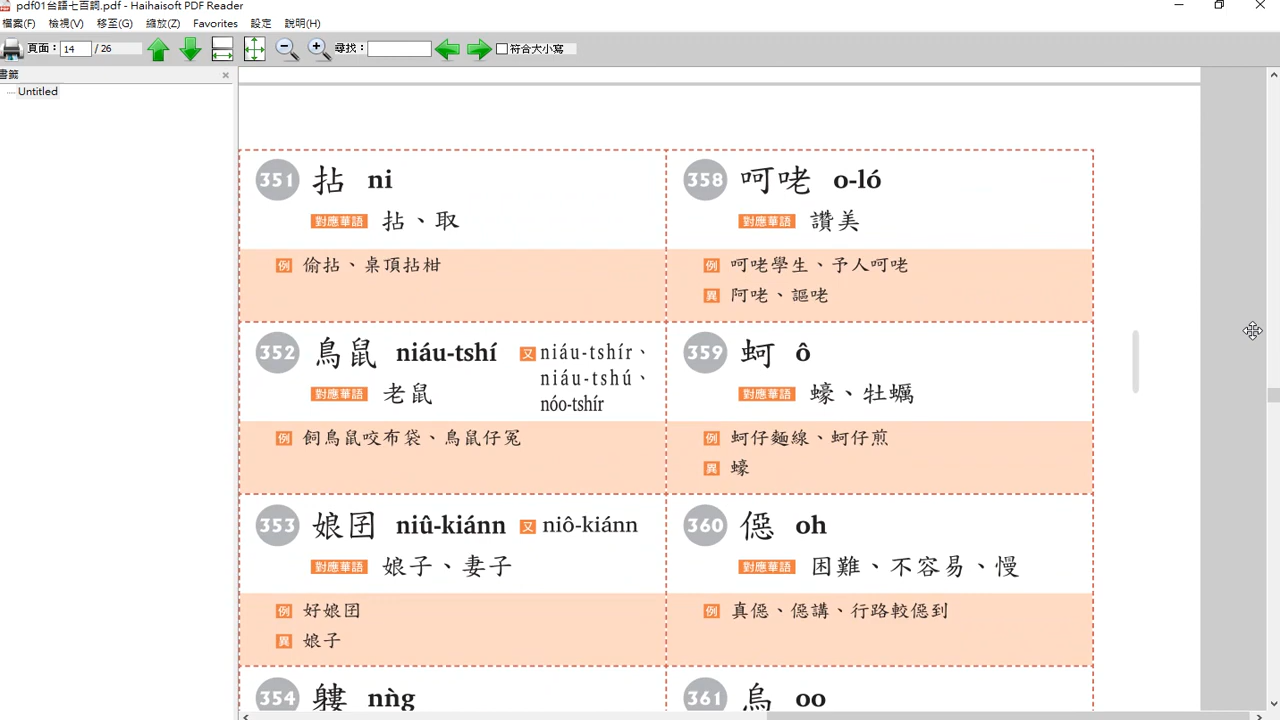 pdf01台語七百詞.pdf - Haihaisoft PDF Reader
檔案(F) 檢視(V) 移至(G) 縮放(Z) Favorites 設定 說明(H)
頁面： 14 / 26 尋找： 符合大小寫
書籤
Untitled
351 拈 ni
對應華語 拈、取
例 偷拈、桌頂拈柑
352 鳥鼠 niáu-tshí 又 niáu-tshír、
niáu-tshú、
對應華語 老鼠 nóo-tshír
例 飼鳥鼠咬布袋、鳥鼠仔冤
353 娘囝 niû-kiánn 又 niô-kiánn
對應華語 娘子、妻子
例 好娘囝
異 娘子
354 軁 nǹg
358 呵咾 o-ló
對應華語 讚美
例 呵咾學生、予人呵咾
異 阿咾、謳咾
359 蚵 ô
對應華語 蠔、牡蠣
例 蚵仔麵線、蚵仔煎
異 蠔
360 僫 oh
對應華語 困難、不容易、慢
例 真僫、僫講、行路較僫到
361 烏 oo